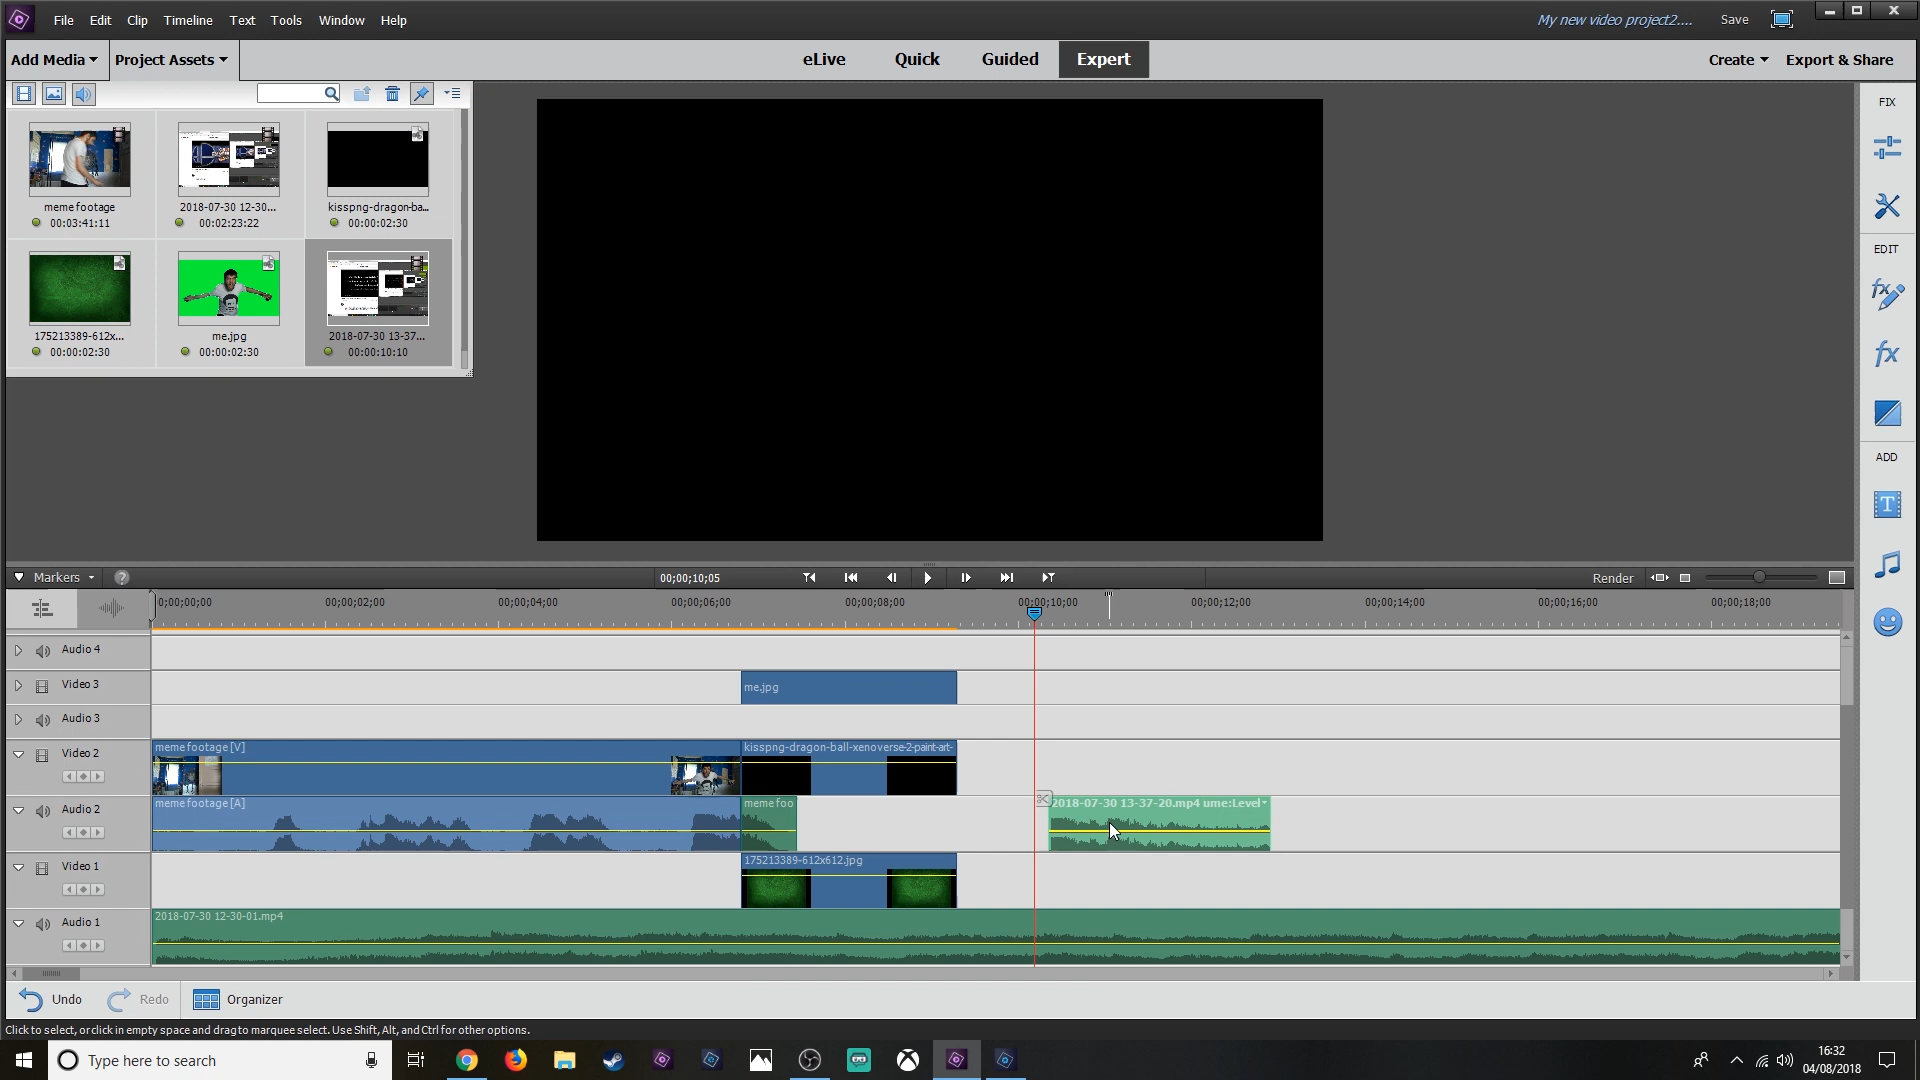 File Edit Clip Timeline Text Tools Window Help
My new video project2.... Save
Add Media Project Assets
eLive Quick Guided Expert
Create Export & Share
FIX
meme footage 2018-07-30 12-30... kisspng-dragon-ba...
00:03:41:11 00:02:23:22 00:00:02:30
EDIT
175213389-612x... me.jpg 2018-07-30 13-37...
00:00:02:30 00:00:02:30 00:00:10:10
fx
fx
ADD
T
Markers ? 00;00;10;05 Render
0;00;00;00 00;00;02;00 00;00;04;00 00;00;06;00 00;00;08;00 00;00;10;00 00;00;12;00 00;00;14;00 00;00;16;00 00;00;18;00
Audio 4
Video 3 me.jpg
Audio 3
Video 2 meme footage [V] kisspng-dragon-ball-xenoverse-2-paint-art-
Audio 2 meme footage [A] meme foo 2018-07-30 13-37-20.mp4 ume:Level
Video 1 175213389-612x612.jpg
Audio 1 2018-07-30 12-30-01.mp4
Undo Redo Organizer
Click to select, or click in empty space and drag to marquee select. Use Shift, Alt, and Ctrl for other options.
Type here to search
16:32
04/08/2018